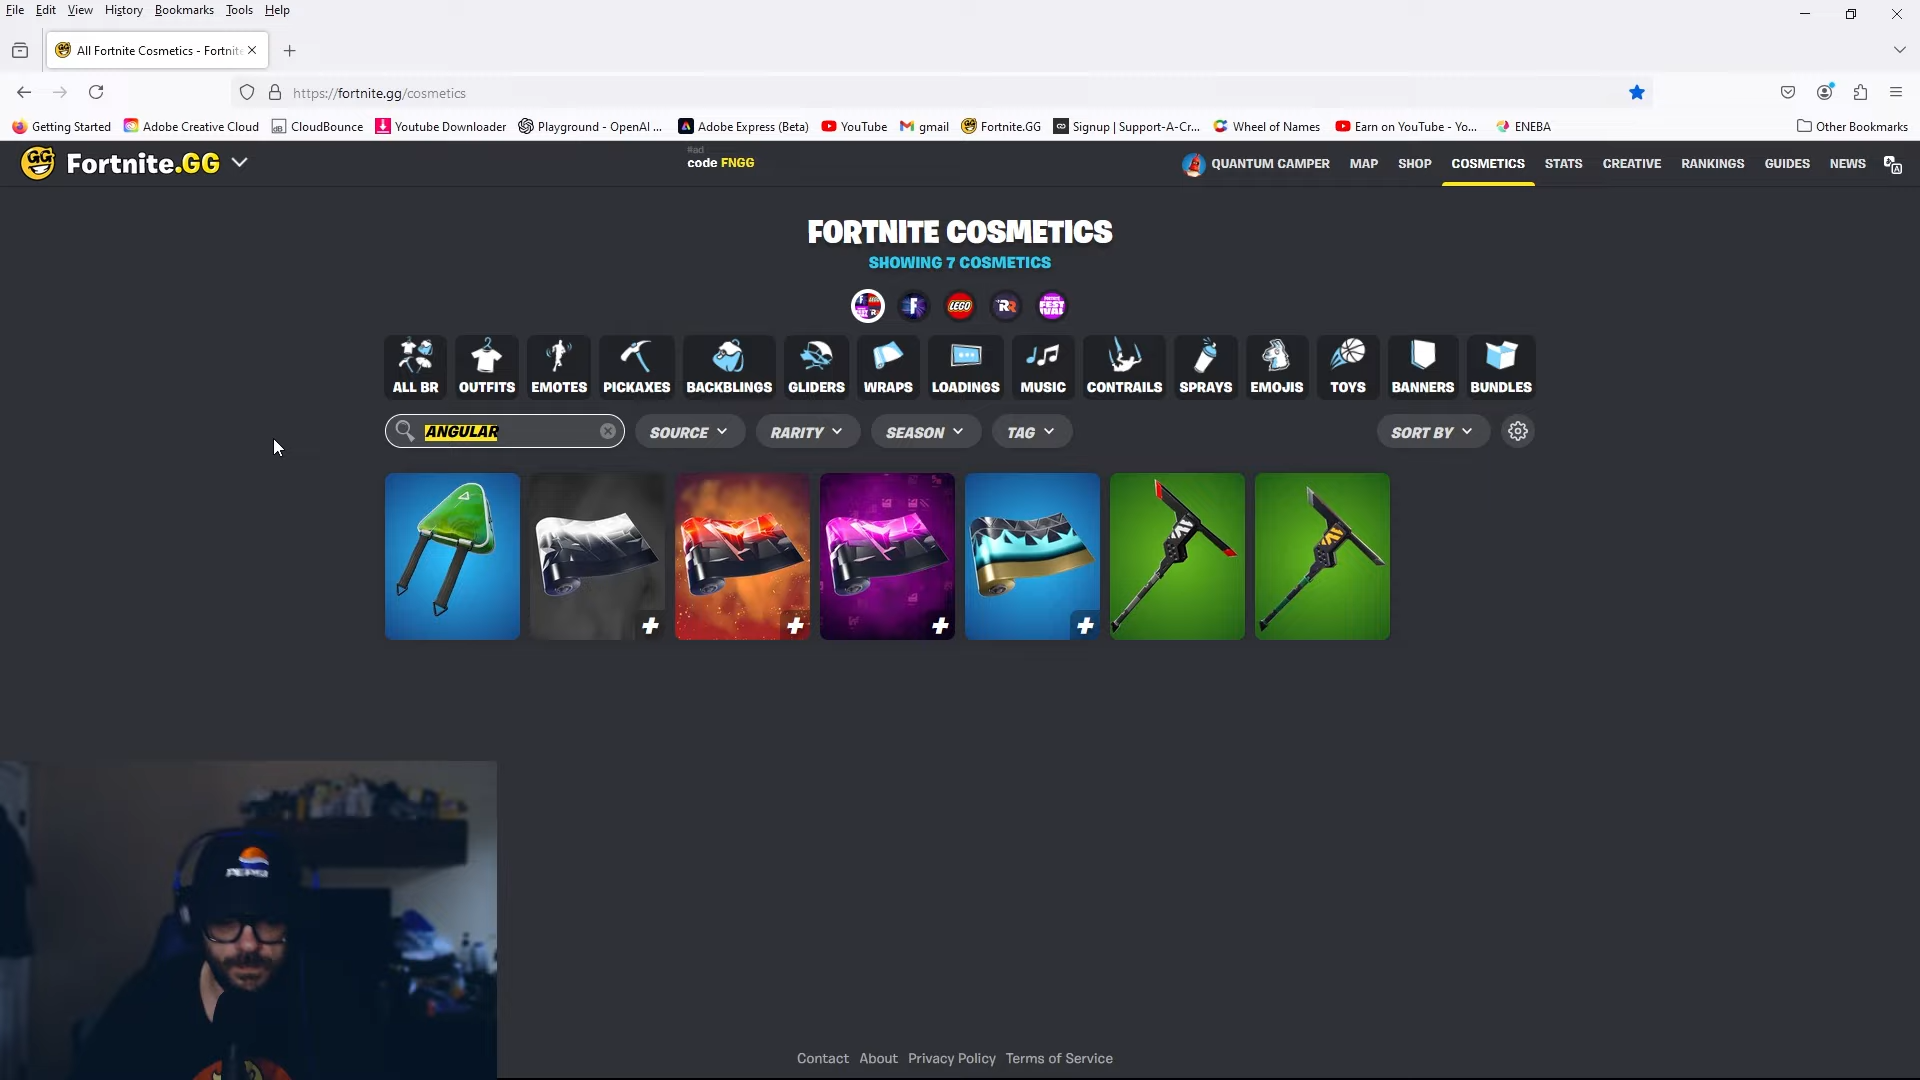 File Edit View History Bookmarks Tools Help
All Fortnite Cosmetics - Fortnite
https://fortnite.gg/cosmetics
Getting Started Adobe Creative Cloud CloudBounce Youtube Downloader Playground - OpenAI ... Adobe Express (Beta) YouTube gmail Fortnite.GG Signup | Support-A-Cr... Wheel of Names Earn on YouTube - Yo... ENEBA Other Bookmarks
#ad
Fortnite.GG code FNGG QUANTUM CAMPER MAP SHOP COSMETICS STATS CREATIVE RANKINGS GUIDES NEWS
FORTNITE COSMETICS
SHOWING 7 COSMETICS
LEGO
ALL BR OUTFITS EMOTES PICKAXES BACKBLINGS GLIDERS WRAPS LOADINGS MUSIC CONTRAILS SPRAYS EMOJIS TOYS BANNERS BUNDLES
ANGULAR SOURCE RARITY SEASON TAG SORT BY
PEPSI
Contact About Privacy Policy Terms of Service